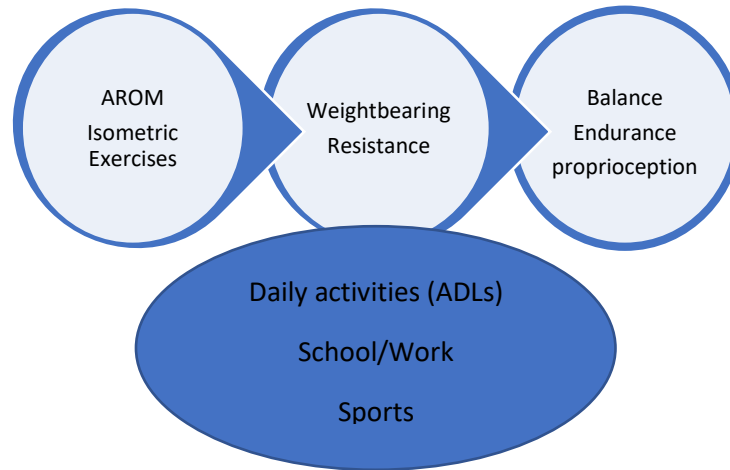 AROM
Isometric
Exercises
Weightbearing
Resistance
Balance
Endurance
proprioception
Daily activities (ADLs)
School/Work
Sports